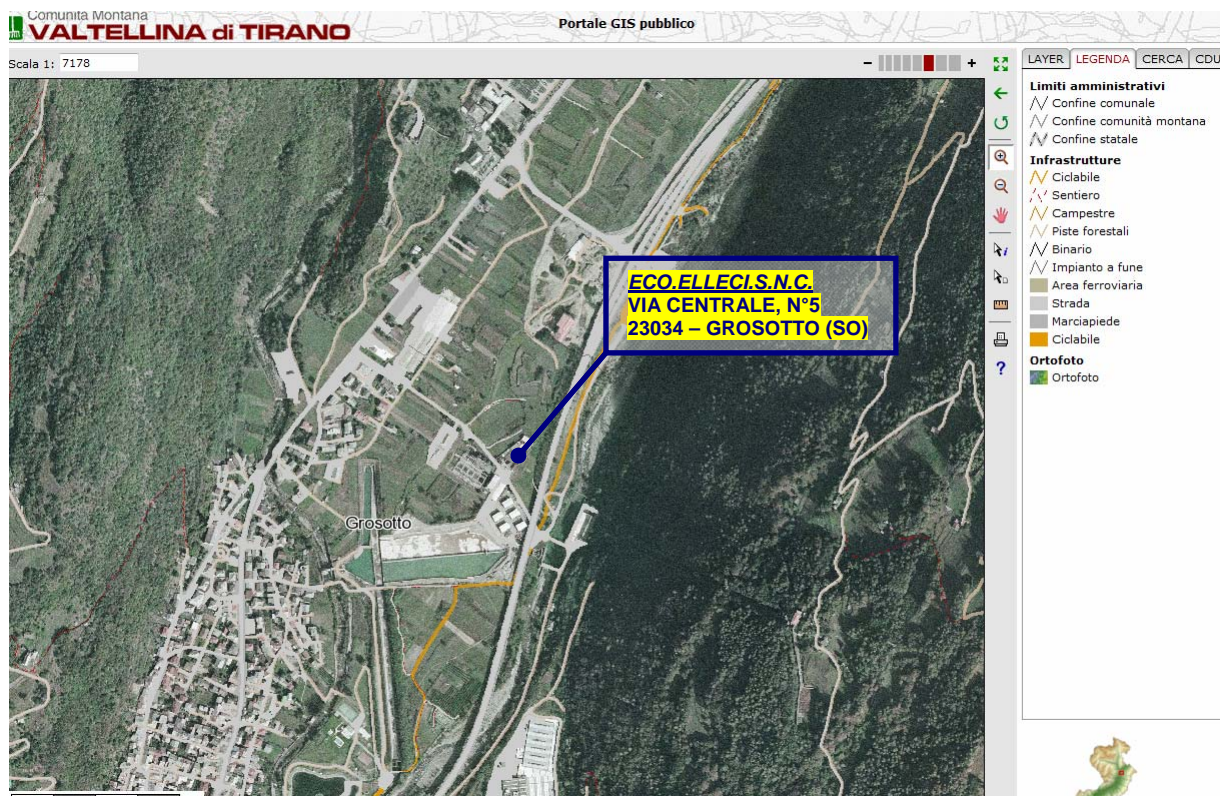 Comunità Montana
VALTELLINA di TIRANO
Portale GIS pubblico
Scala 1: 7178
- +
LAYER LEGENDA CERCA CDU
Limiti amministrativi
Confine comunale
Confine comunità montana
Confine statale
Infrastrutture
Ciclabile
Sentiero
Campestre
Piste forestali
Binario
Impianto a fune
Area ferroviaria
Strada
Marciapiede
Ciclabile
Ortofoto
Ortofoto
ECO.ELLECI.S.N.C.
VIA CENTRALE, N°5
23034 – GROSOTTO (SO)
Grosotto